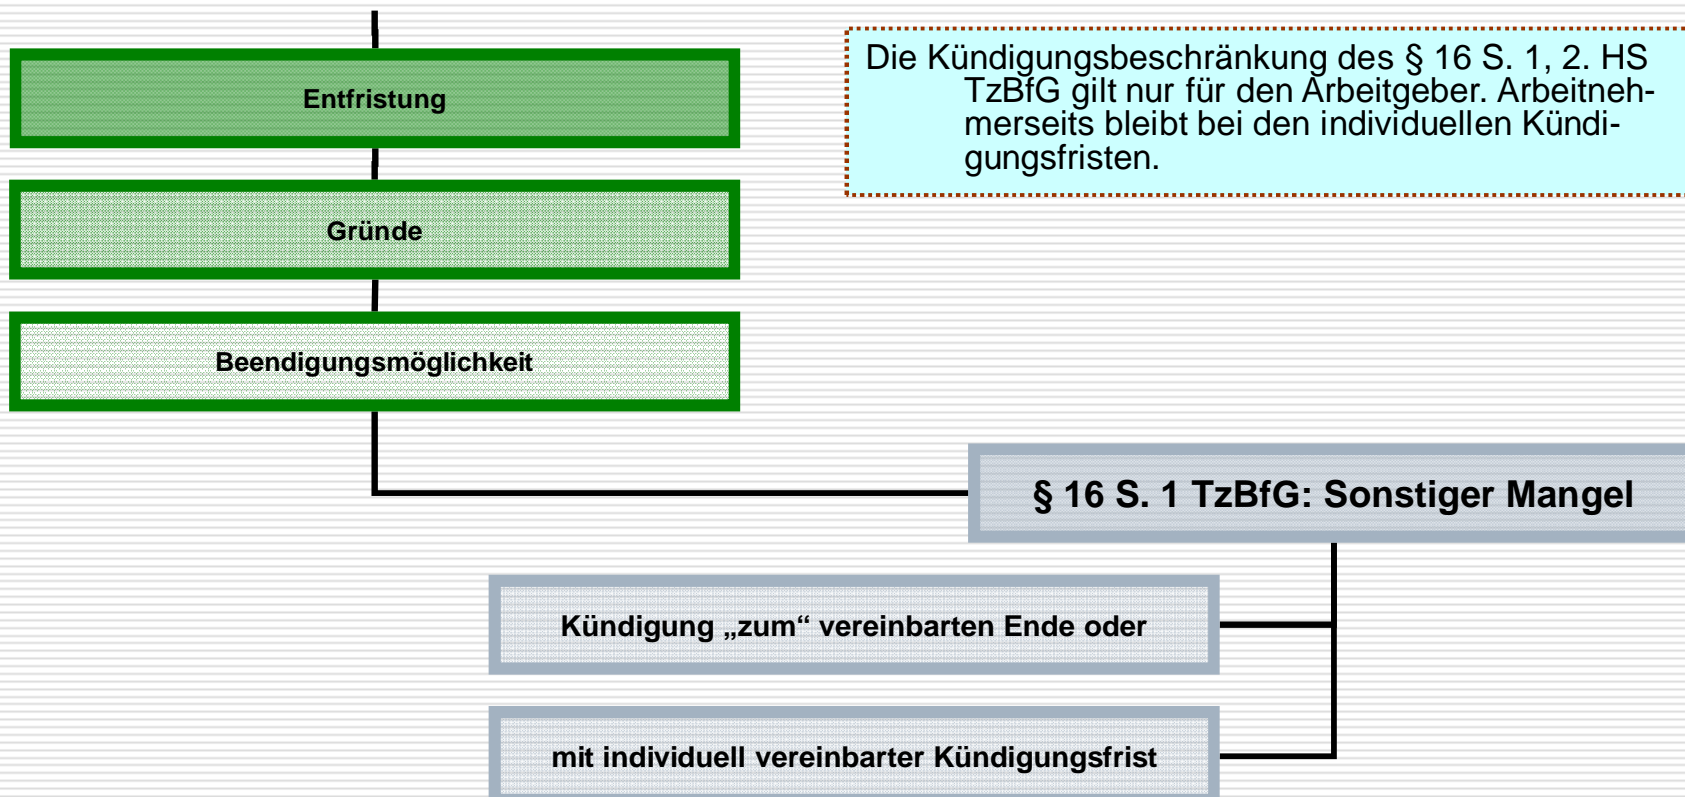 Entfristung
Die Kündigungsbeschränkung des § 16 S. 1, 2. HS
TzBfG gilt nur für den Arbeitgeber. Arbeitneh-
merseits bleibt bei den individuellen Kündi-
gungsfristen.
Gründe
Beendigungsmöglichkeit
§ 16 S. 1 TzBfG: Sonstiger Mangel
Kündigung „zum“ vereinbarten Ende oder
mit individuell vereinbarter Kündigungsfrist